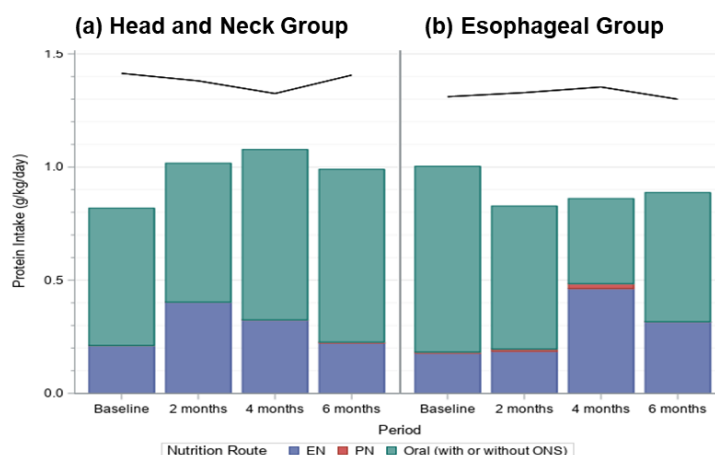 (a) Head and Neck Group
(b) Esophageal Group
1.5
1.0
0.5
0.0
Protein Intake (g/kg/day)
Baseline 2 months 4 months 6 months Baseline 2 months 4 months 6 months
Period
Nutrition Route EN PN Oral (with or without ONS)